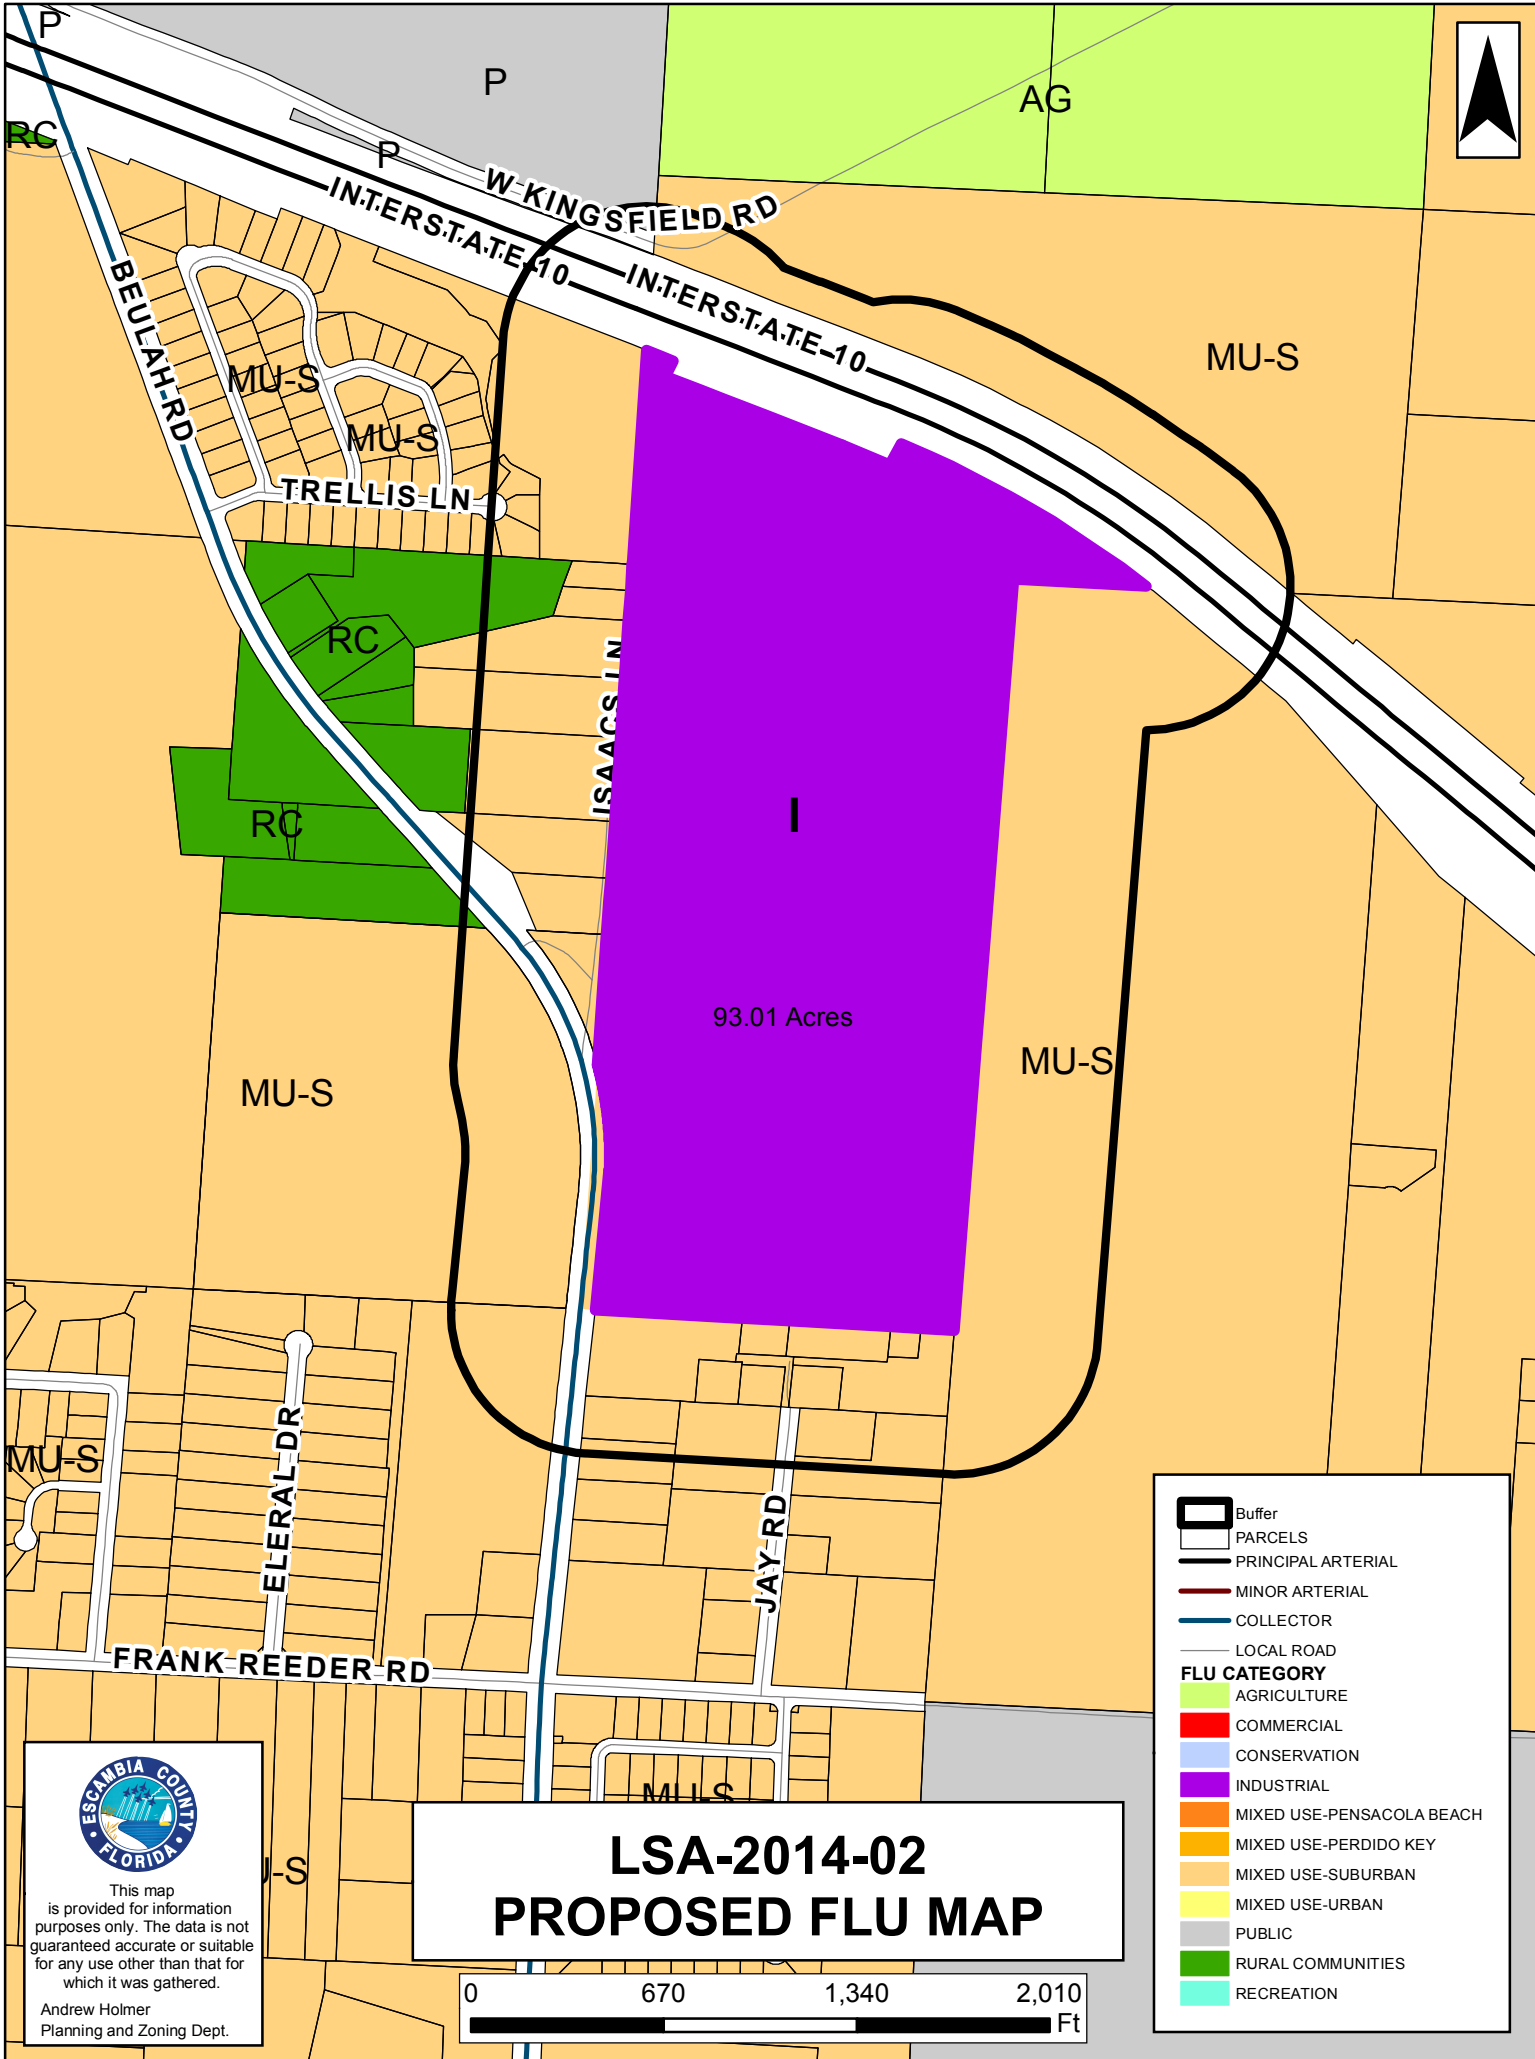 P
P
AG
RC
P
W KINGSFIELD RD
INTERSTATE 10
INTERSTATE 10
BEULAH RD
MU-S
MU-S
MU-S
TRELLIS LN
RC
ISAACS LN
I
RC
93.01 Acres
MU-S
MU-S
MU-S
ELERAL DR
JAY RD
FRANK REEDER RD
MU-S
U-S
Buffer
PARCELS
PRINCIPAL ARTERIAL
MINOR ARTERIAL
COLLECTOR
LOCAL ROAD
FLU CATEGORY
AGRICULTURE
COMMERCIAL
CONSERVATION
INDUSTRIAL
MIXED USE-PENSACOLA BEACH
MIXED USE-PERDIDO KEY
MIXED USE-SUBURBAN
MIXED USE-URBAN
PUBLIC
RURAL COMMUNITIES
RECREATION
ESCAMBIA COUNTY
FLORIDA
This map
is provided for information
purposes only. The data is not
guaranteed accurate or suitable
for any use other than that for
which it was gathered.
Andrew Holmer
Planning and Zoning Dept.
LSA-2014-02
PROPOSED FLU MAP
0 670 1,340 2,010
Ft